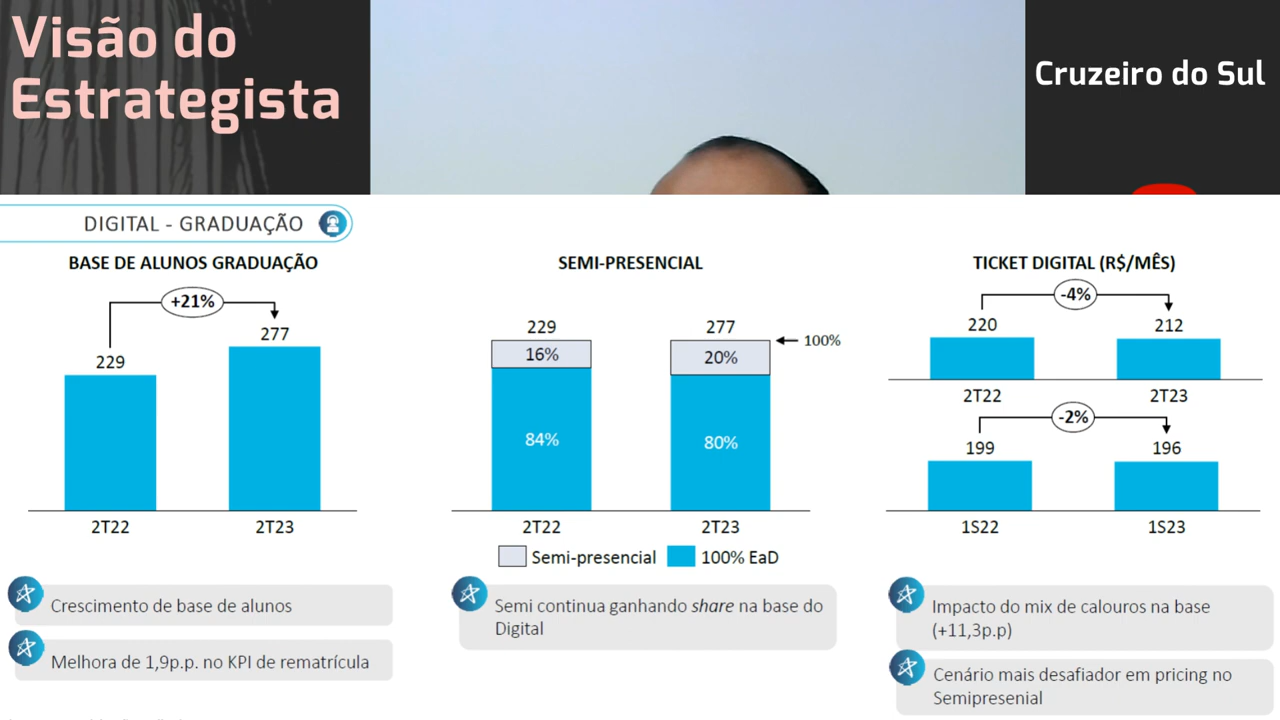 Visão do
Estrategista
Cruzeiro do Sul
DIGITAL - GRADUAÇÃO
BASE DE ALUNOS GRADUAÇÃO
+21%
229
277
2T22
2T23
Crescimento de base de alunos
Melhora de 1,9p.p. no KPI de rematrícula
SEMI-PRESENCIAL
229
277
100%
16%
20%
84%
80%
2T22
2T23
Semi-presencial
100% EaD
Semi continua ganhando share na base do
Digital
TICKET DIGITAL (R$/MÊS)
-4%
220
212
2T22
2T23
-2%
199
196
1S22
1S23
Impacto do mix de calouros na base
(+11,3p.p)
Cenário mais desafiador em pricing no
Semipresenial